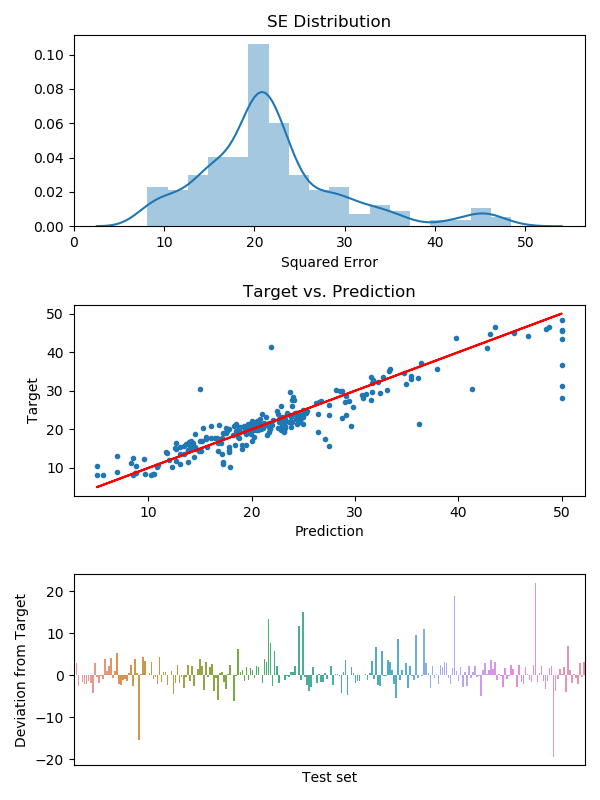 SE Distribution
0.10
0.08
0.06
0.04
0.02
0.00
0 10 20 30 40 50
Squared Error
Target vs. Prediction
50
40
30
20
10
Target
10 20 30 40 50
Prediction
20
10
0
−10
−20
Deviation from Target
Test set